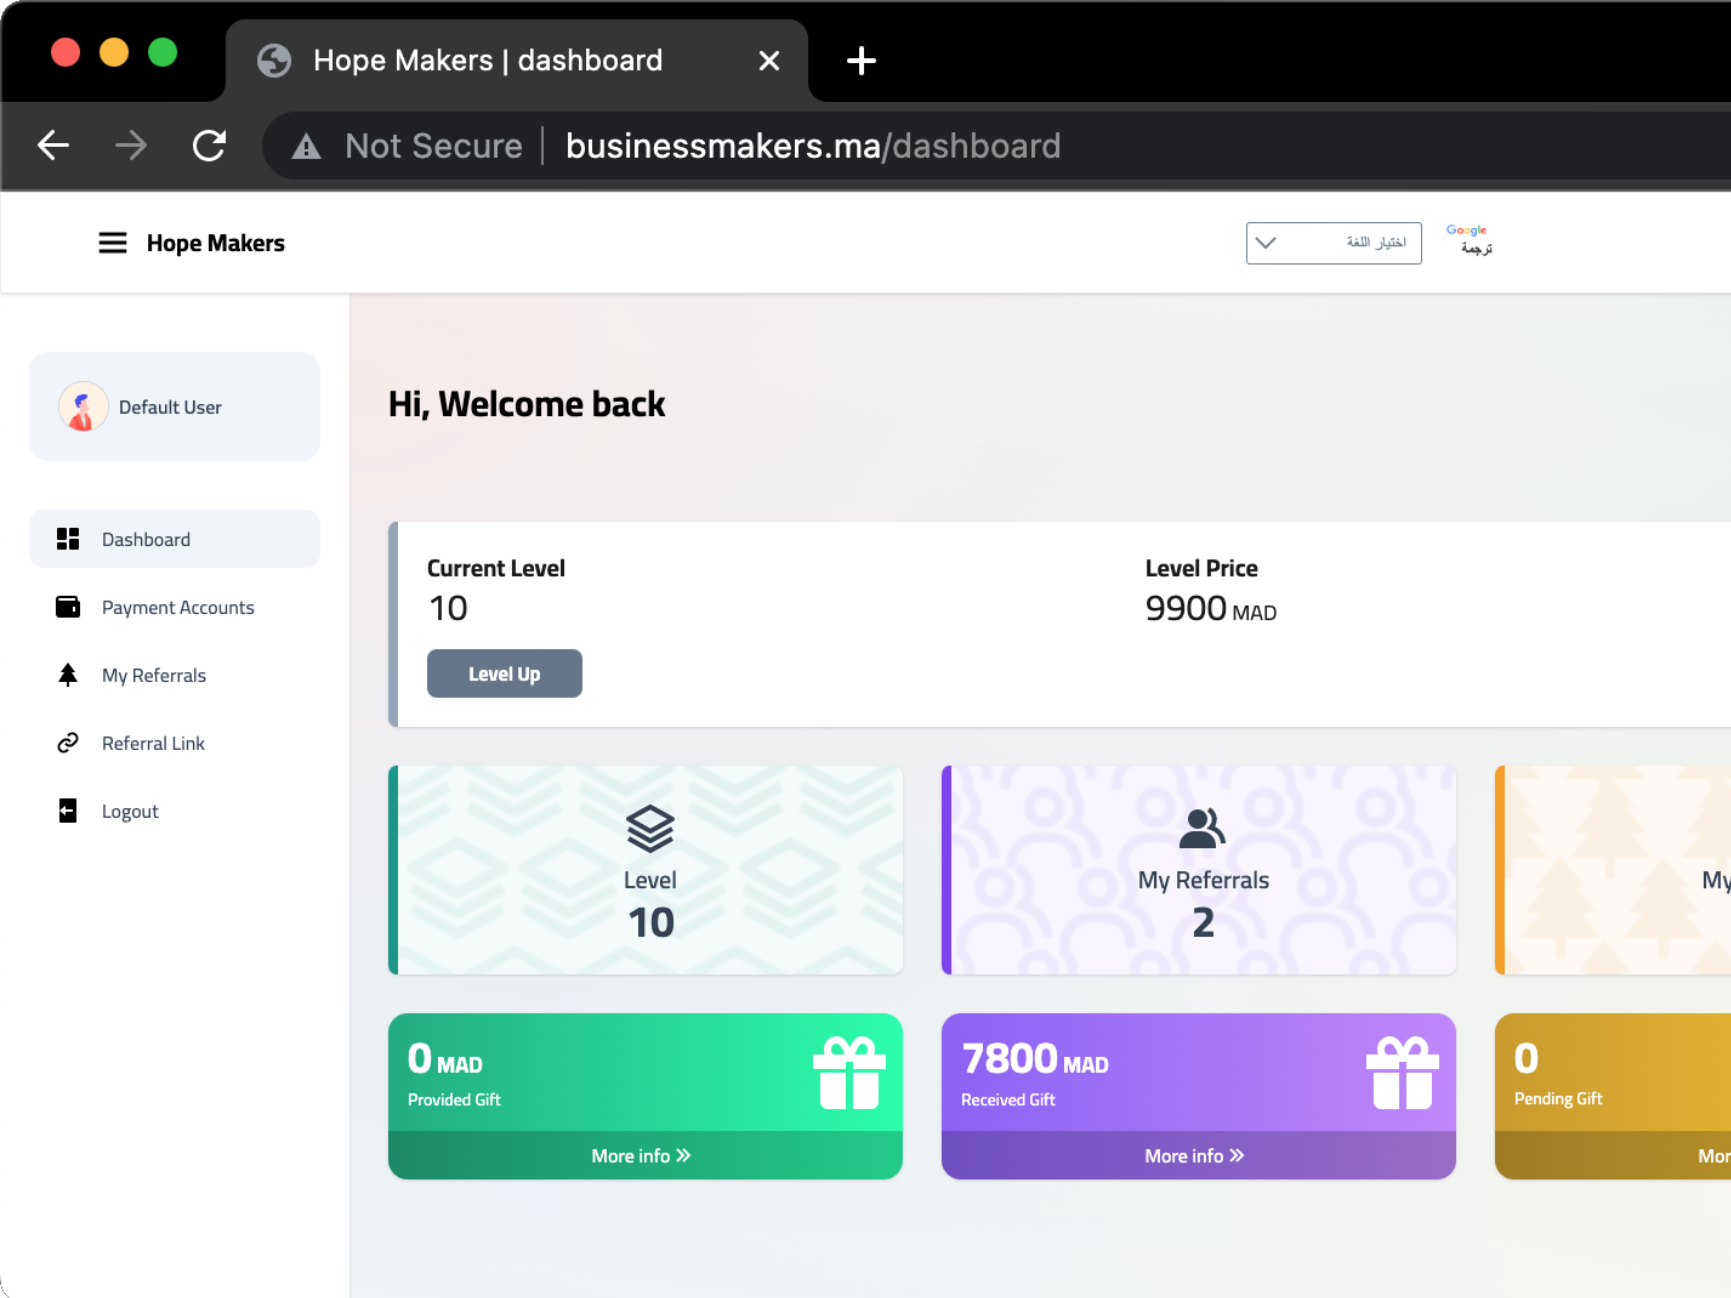 Hope Makers | dashboard
Not Secure
businessmakers.ma/dashboard
Hope Makers
اختيار اللغة
Google
ترجمة
Default User
Hi, Welcome back
Dashboard
Payment Accounts
My Referrals
Referral Link
Logout
Current Level
10
Level Up
Level Price
9900 MAD
Level
10
My Referrals
2
My
0 MAD
Provided Gift
More info
7800 MAD
Received Gift
More info
0
Pending Gift
Mor